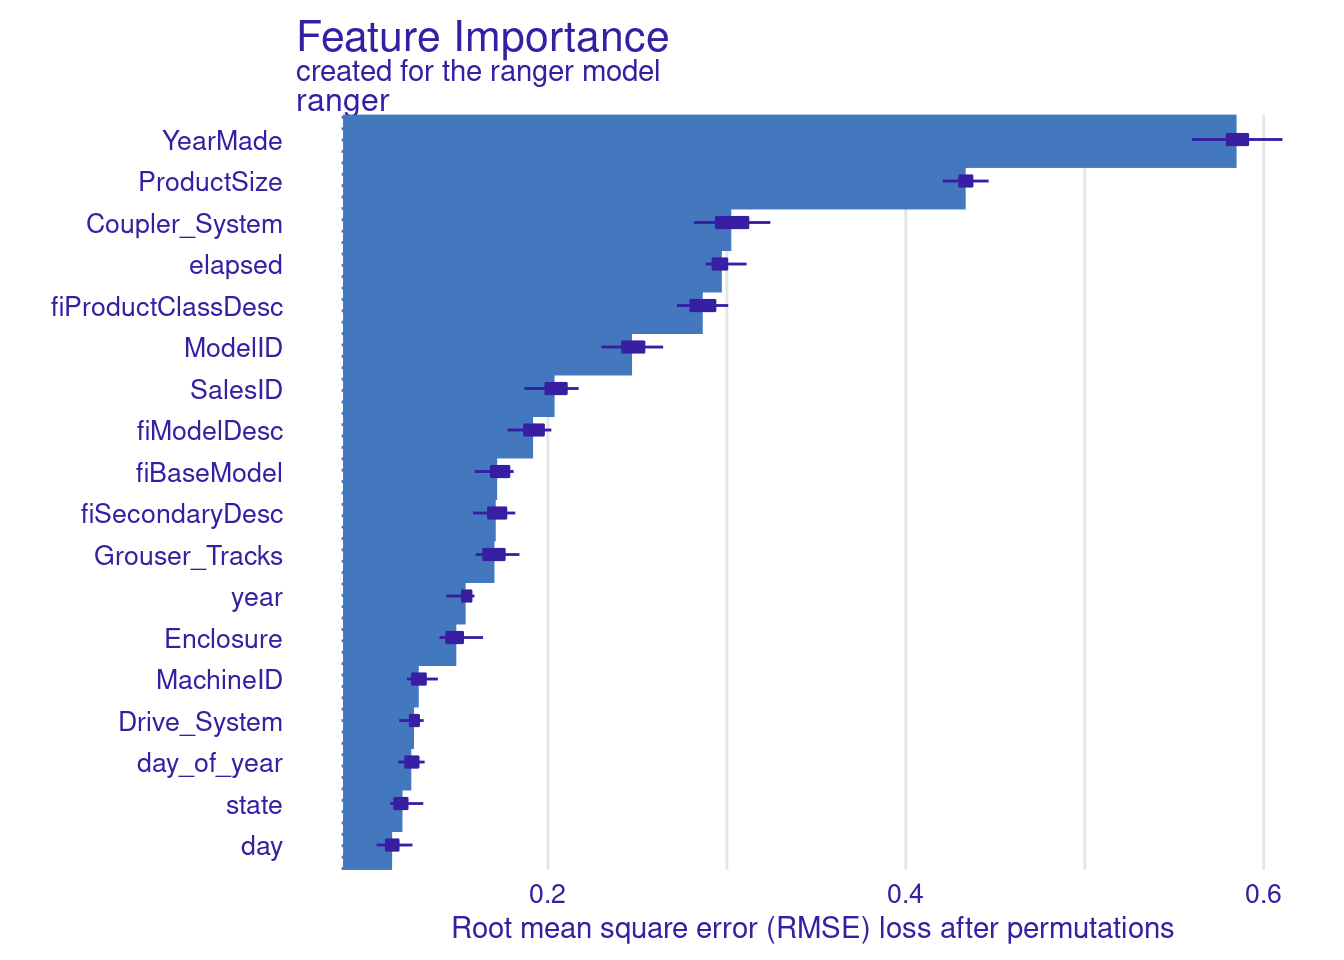 Feature Importance
created for the ranger model
ranger
YearMade
ProductSize
Coupler_System
elapsed
fiProductClassDesc
ModelID
SalesID
fiModelDesc
fiBaseModel
fiSecondaryDesc
Grouser_Tracks
year
Enclosure
MachineID
Drive_System
day_of_year
state
day
0.2 0.4 0.6
Root mean square error (RMSE) loss after permutations